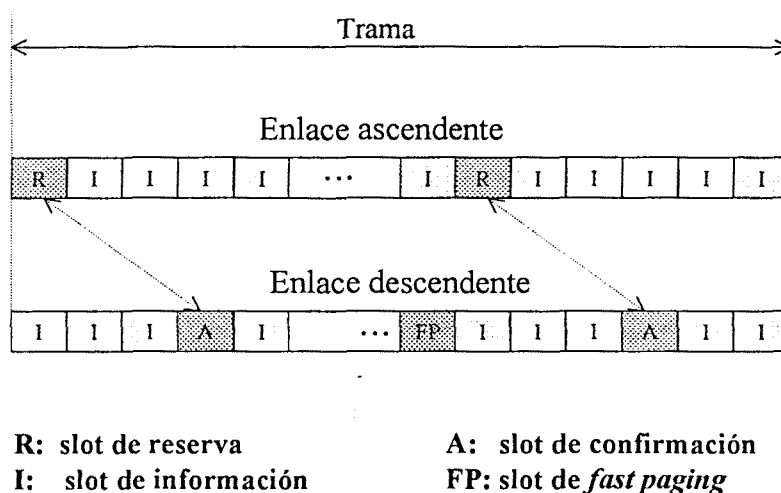 Trama
Enlace ascendente
R I I I I ... I R I I I I I
Enlace descendente
I I I A I ... FP I I I A I I
R: slot de reserva
A: slot de confirmación
I: slot de información
FP: slot de fast paging